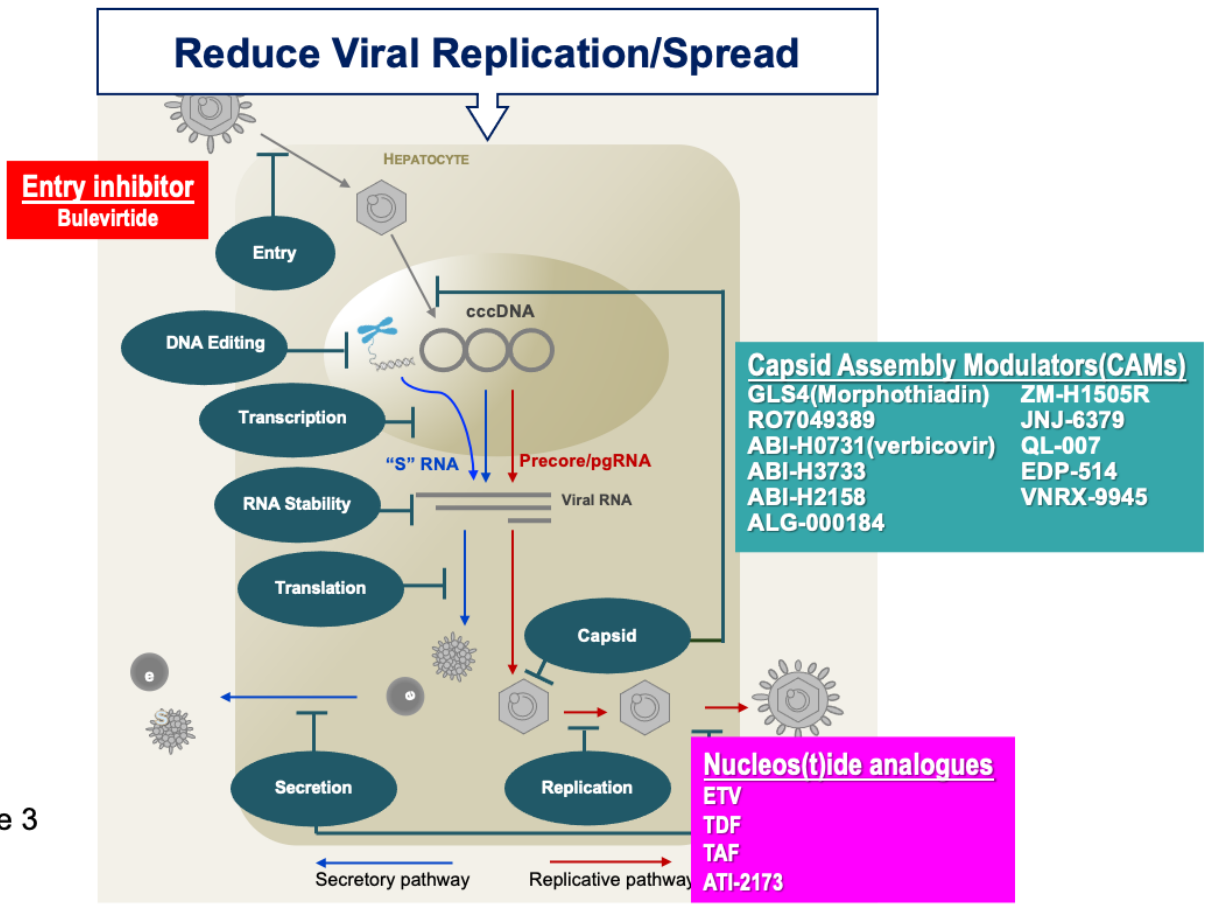 Reduce Viral Replication/Spread
HEPATOCYTE
Entry inhibitor
Bulevirtide
Entry
cccDNA
DNA Editing
Capsid Assembly Modulators(CAMs)
GLS4(Morphothiadin) ZM-H1505R
RO7049389 JNJ-6379
ABI-H0731(verbicovir) QL-007
ABI-H3733 EDP-514
ABI-H2158 VNRX-9945
ALG-000184
Transcription
“S” RNA
Precore/pgRNA
RNA Stability
Viral RNA
Translation
Capsid
e
e
S
Secretion
Replication
Nucleos(t)ide analogues
ETV
TDF
TAF
ATI-2173
e 3
Secretory pathway
Replicative pathway